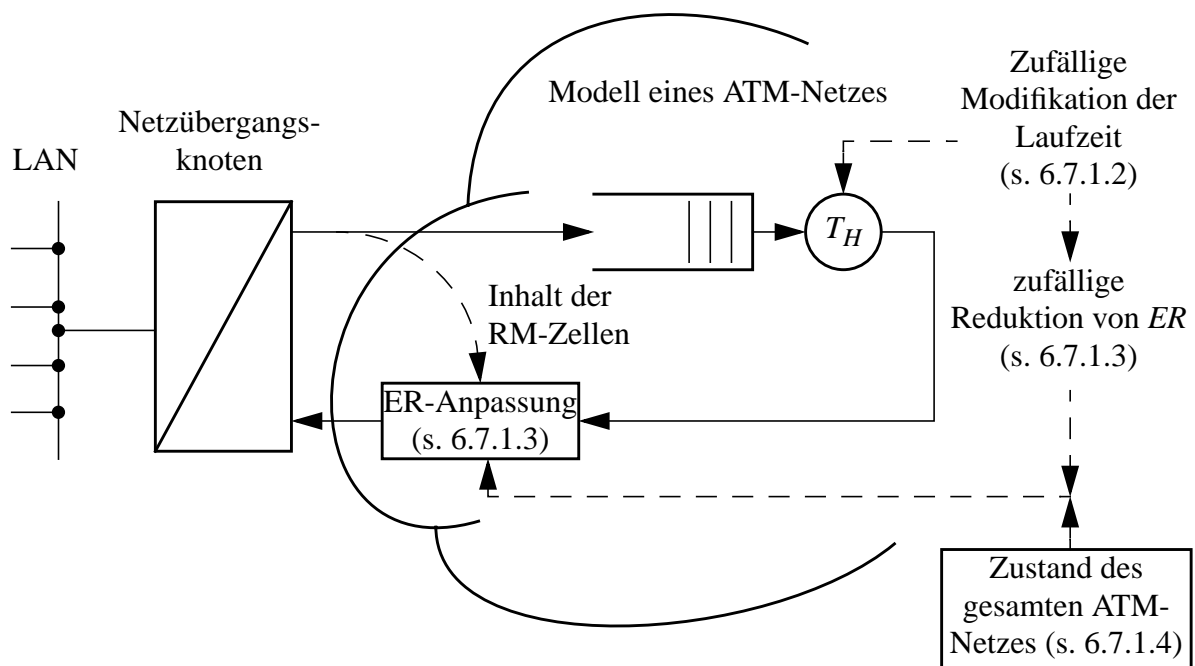 Modell eines ATM-Netzes
Zufällige
Modifikation der
Laufzeit
(s. 6.7.1.2)
Netzübergangs-
knoten
LAN
T_H
Inhalt der
RM-Zellen
zufällige
Reduktion von ER
(s. 6.7.1.3)
ER-Anpassung
(s. 6.7.1.3)
Zustand des
gesamten ATM-
Netzes (s. 6.7.1.4)